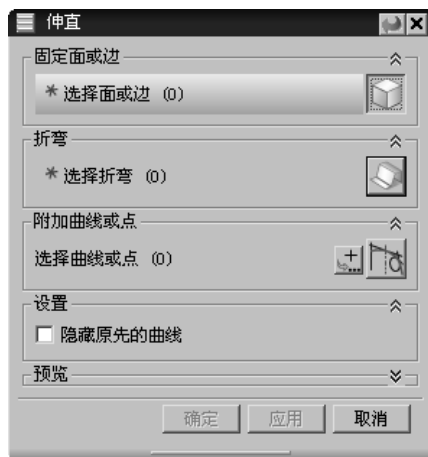 伸直
固定面或边
* 选择面或边 (0)
折弯
* 选择折弯 (0)
附加曲线或点
选择曲线或点 (0)
设置
隐藏原先的曲线
预览
确定 应用 取消